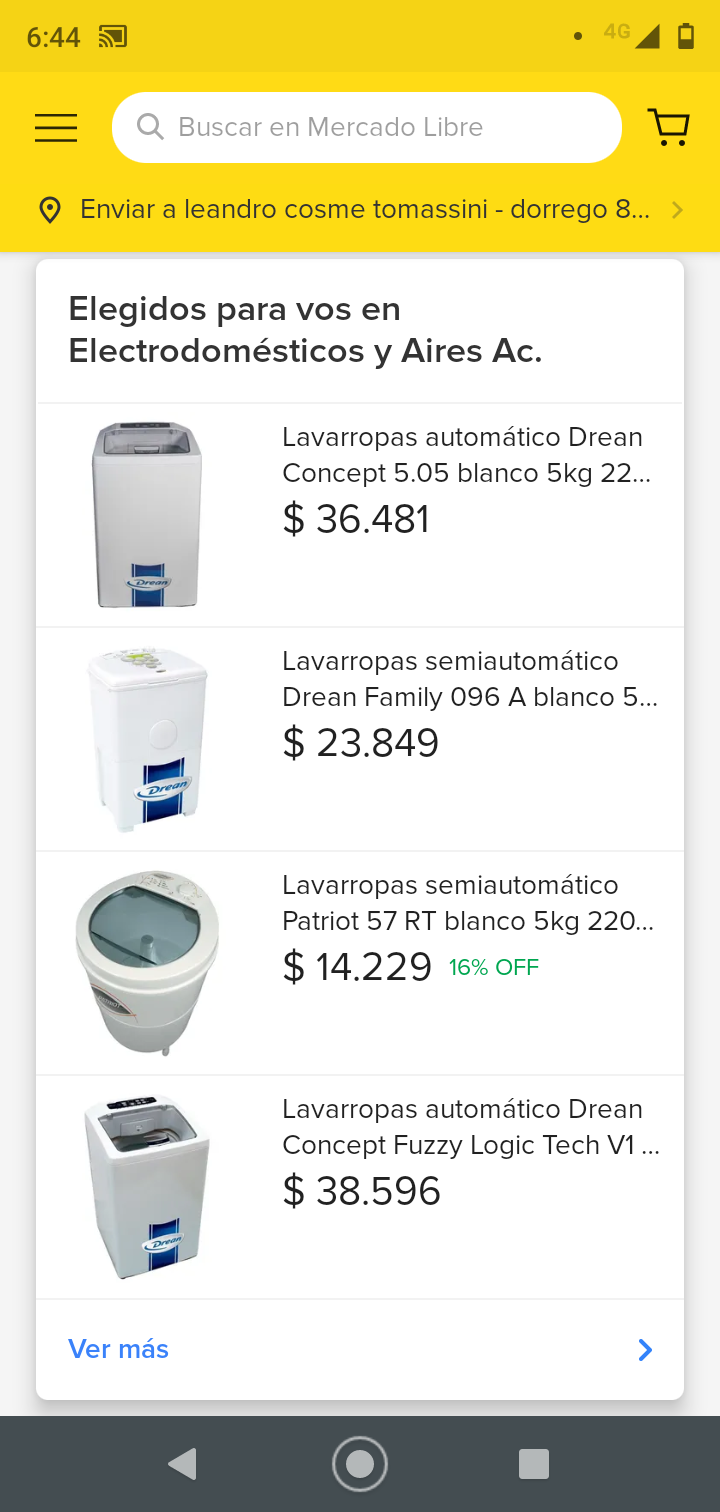 6:44
4G
Buscar en Mercado Libre
Enviar a leandro cosme tomassini - dorrego 8...
Elegidos para vos en
Electrodomésticos y Aires Ac.
Lavarropas automático Drean
Concept 5.05 blanco 5kg 22...
$ 36.481
Drean
Lavarropas semiautomático
Drean Family 096 A blanco 5...
$ 23.849
Drean
Lavarropas semiautomático
Patriot 57 RT blanco 5kg 220...
$ 14.229 16% OFF
Lavarropas automático Drean
Concept Fuzzy Logic Tech V1 ...
$ 38.596
Drean
Ver más